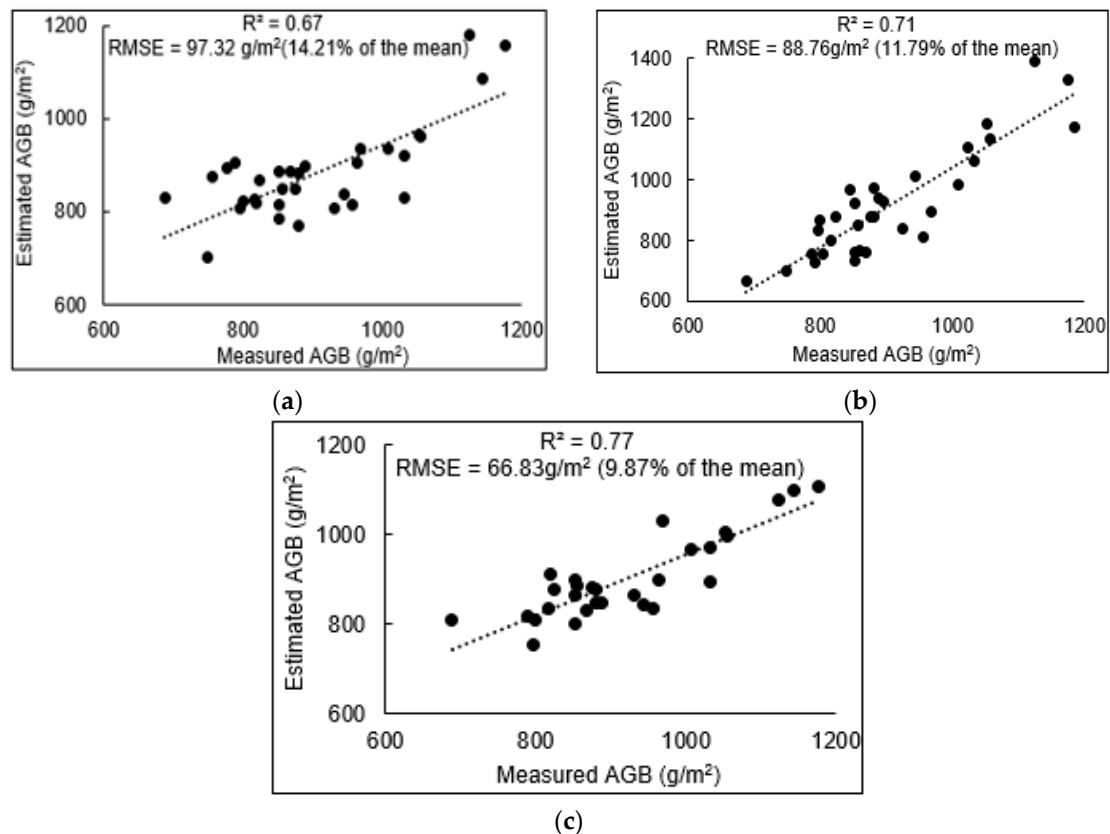 R² = 0.67
RMSE = 97.32 g/m²(14.21% of the mean)
Estimated AGB (g/m²)
1200
1000
800
600
600 800 1000 1200
Measured AGB (g/m²)
(a)
R² = 0.71
RMSE = 88.76g/m² (11.79% of the mean)
Estimated AGB (g/m²)
1400
1200
1000
800
600
600 800 1000 1200
Measured AGB (g/m²)
(b)
R² = 0.77
RMSE = 66.83g/m² (9.87% of the mean)
Estimated AGB (g/m²)
1200
1000
800
600
600 800 1000 1200
Measured AGB (g/m²)
(c)